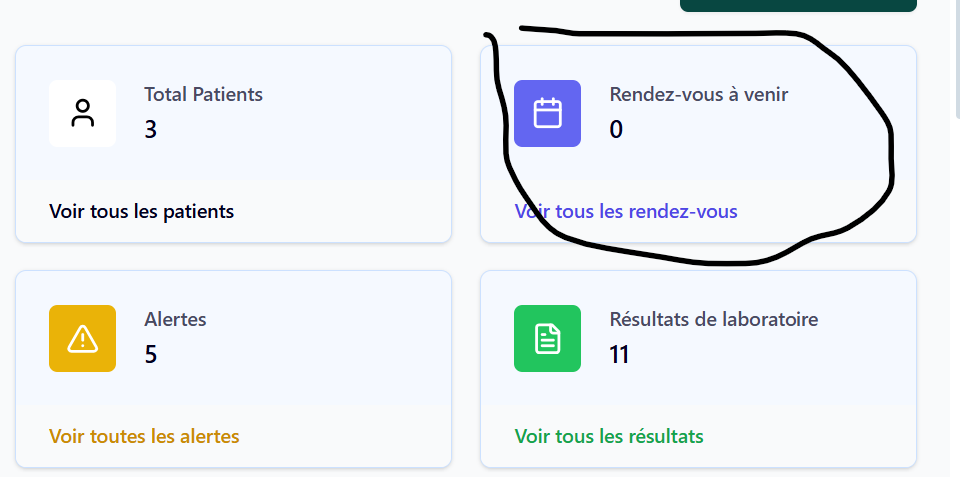 Total Patients
3
Voir tous les patients
Rendez-vous à venir
0
Voir tous les rendez-vous
Alertes
5
Voir toutes les alertes
Résultats de laboratoire
11
Voir tous les résultats